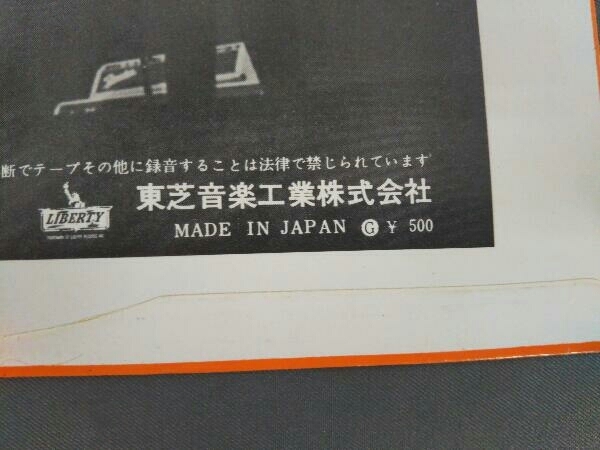 断でテープその他に録音することは法律で禁じられています
LIBERTY
東芝音楽工業株式会社
MADE IN JAPAN Ⓖ ¥ 500